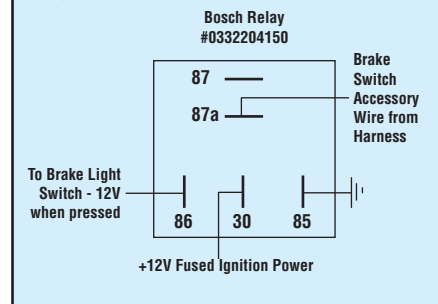 Bosch Relay
#0332204150
87
87a
Brake
Switch
Accessory
Wire from
Harness
To Brake Light
Switch - 12V
when pressed
86
30
85
+12V Fused Ignition Power